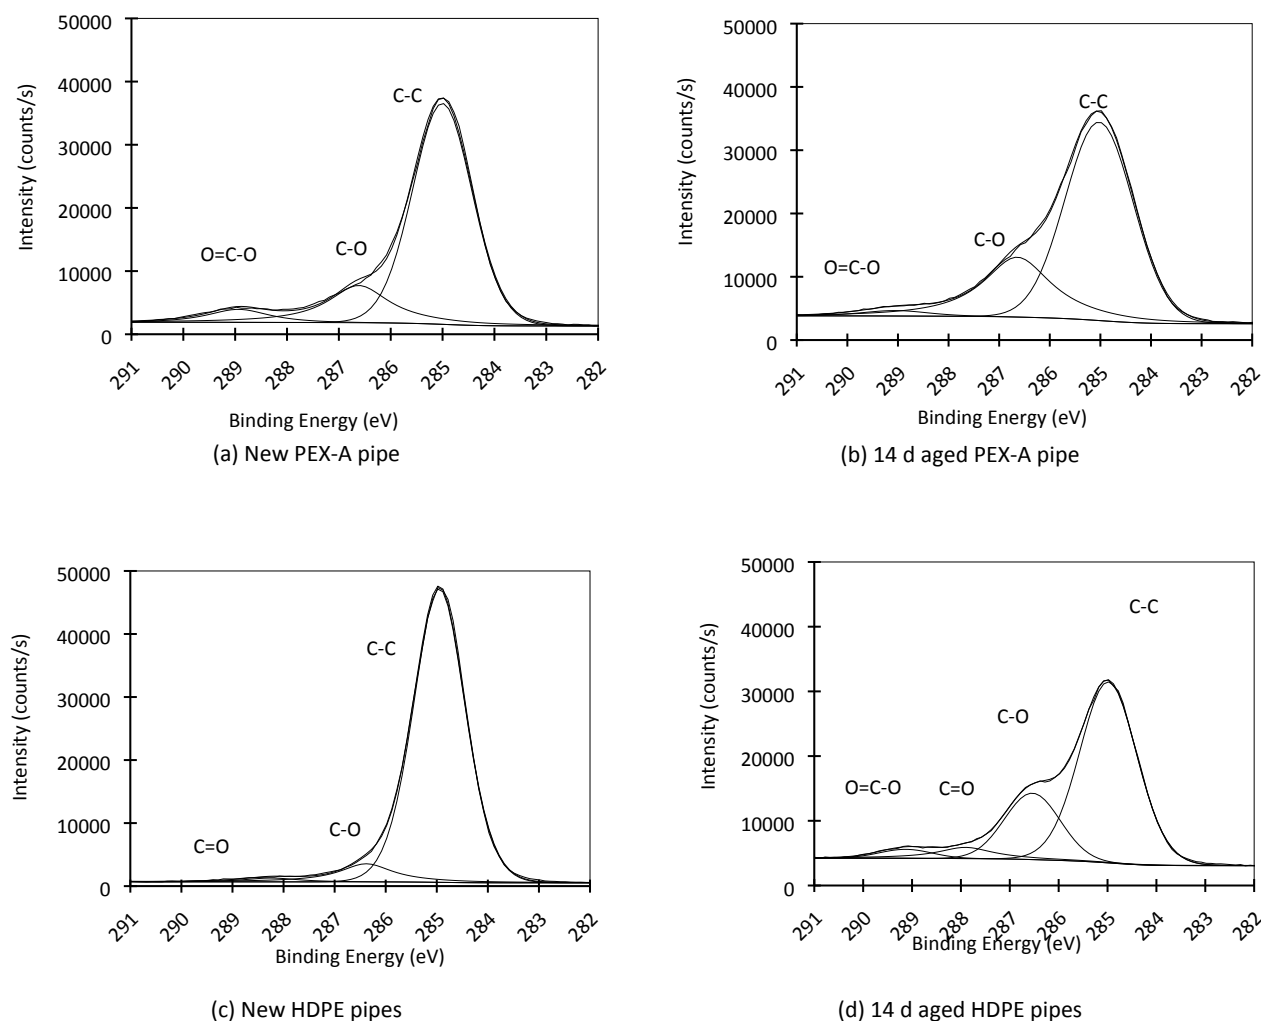 50000
40000
30000
20000
10000
0
Intensity (counts/s)
C-C
C-O
O=C-O
291 290 289 288 287 286 285 284 283 282
Binding Energy (eV)
(a) New PEX-A pipe
50000
40000
30000
20000
10000
0
Intensity (counts/s)
C-C
C-O
O=C-O
291 290 289 288 287 286 285 284 283 282
Binding Energy (eV)
(b) 14 d aged PEX-A pipe
50000
40000
30000
20000
10000
0
Intensity (counts/s)
C-C
C-O
C=O
291 290 289 288 287 286 285 284 283 282
Binding Energy (eV)
(c) New HDPE pipes
50000
40000
30000
20000
10000
0
Intensity (counts/s)
C-C
C-O
O=C-O C=O
291 290 289 288 287 286 285 284 283 282
Binding Energy (eV)
(d) 14 d aged HDPE pipes